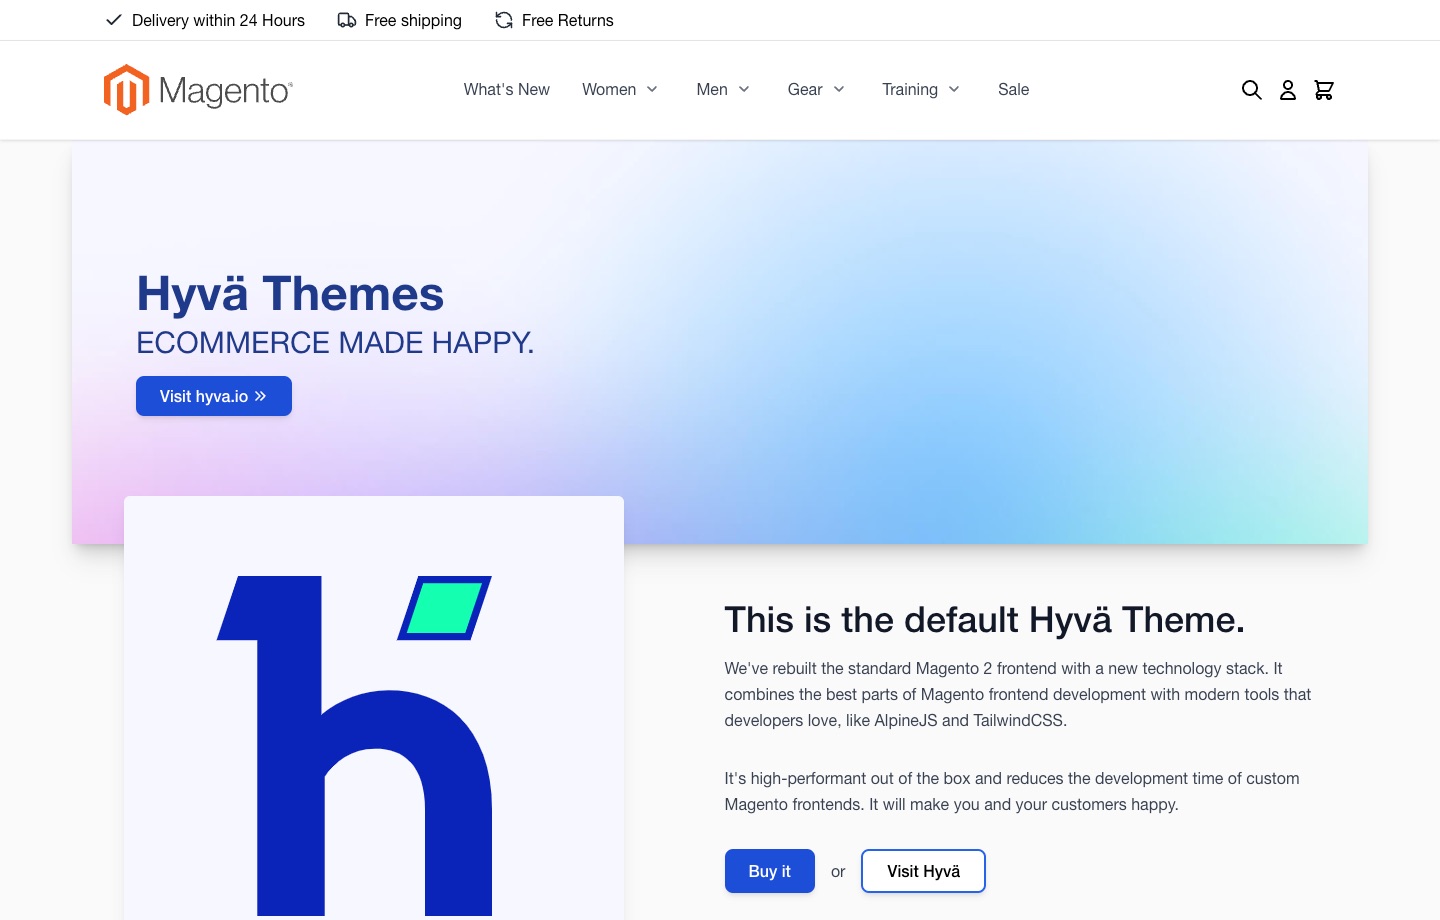 Delivery within 24 Hours
Free shipping
Free Returns
Magento®
What's New
Women
Men
Gear
Training
Sale
Hyvä Themes
ECOMMERCE MADE HAPPY.
Visit hyva.io »
This is the default Hyvä Theme.
We've rebuilt the standard Magento 2 frontend with a new technology stack. It
combines the best parts of Magento frontend development with modern tools that
developers love, like AlpineJS and TailwindCSS.
It's high-performant out of the box and reduces the development time of custom
Magento frontends. It will make you and your customers happy.
Buy it
or
Visit Hyvä